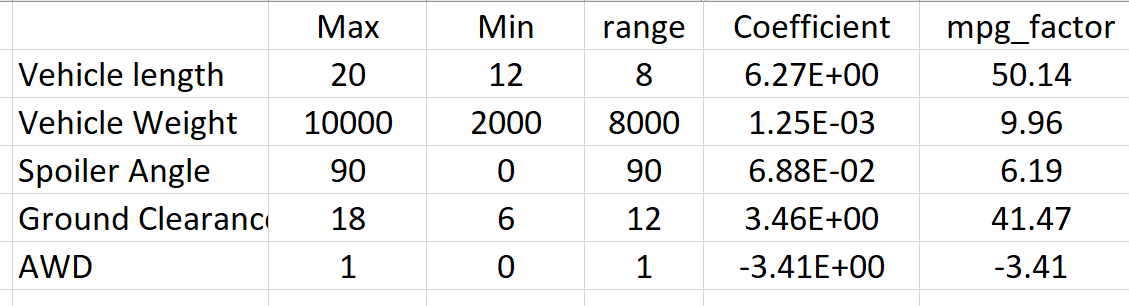 Max Min range Coefficient mpg_factor
Vehicle length 20 12 8 6.27E+00 50.14
Vehicle Weight 10000 2000 8000 1.25E-03 9.96
Spoiler Angle 90 0 90 6.88E-02 6.19
Ground Clearanc 18 6 12 3.46E+00 41.47
AWD 1 0 1 -3.41E+00 -3.41